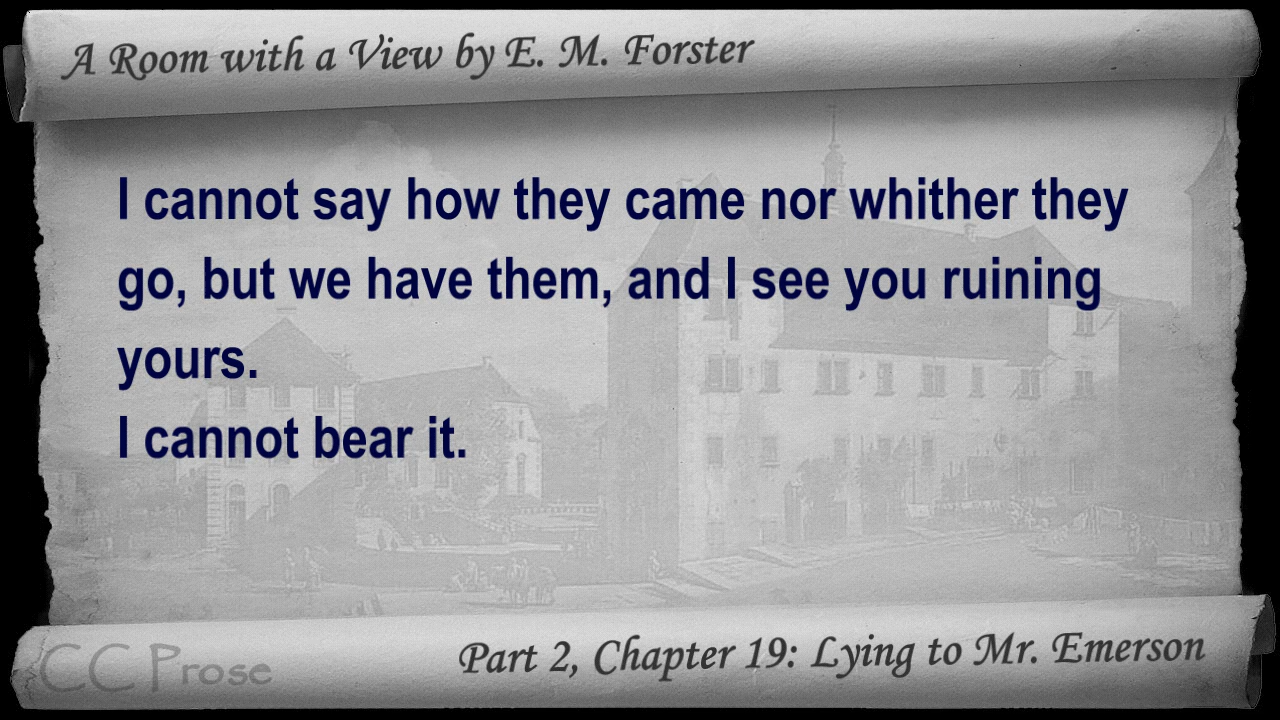 A Room with a View by E. M. Forster
I cannot say how they came nor whither they
go, but we have them, and I see you ruining
yours.
I cannot bear it.
CC Prose
Part 2, Chapter 19: Lying to Mr. Emerson